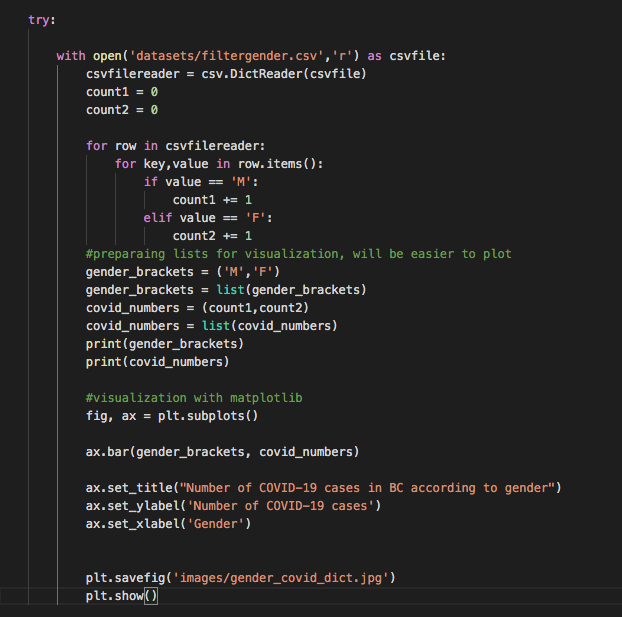 try:
with open('datasets/filtergender.csv','r') as csvfile:
csvfilereader = csv.DictReader(csvfile)
count1 = 0
count2 = 0
for row in csvfilereader:
for key,value in row.items():
if value == 'M':
count1 += 1
elif value == 'F':
count2 += 1
#preparaing lists for visualization, will be easier to plot
gender_brackets = ('M','F')
gender_brackets = list(gender_brackets)
covid_numbers = (count1,count2)
covid_numbers = list(covid_numbers)
print(gender_brackets)
print(covid_numbers)
#visualization with matplotlib
fig, ax = plt.subplots()
ax.bar(gender_brackets, covid_numbers)
ax.set_title("Number of COVID-19 cases in BC according to gender")
ax.set_ylabel('Number of COVID-19 cases')
ax.set_xlabel('Gender')
plt.savefig('images/gender_covid_dict.jpg')
plt.show()